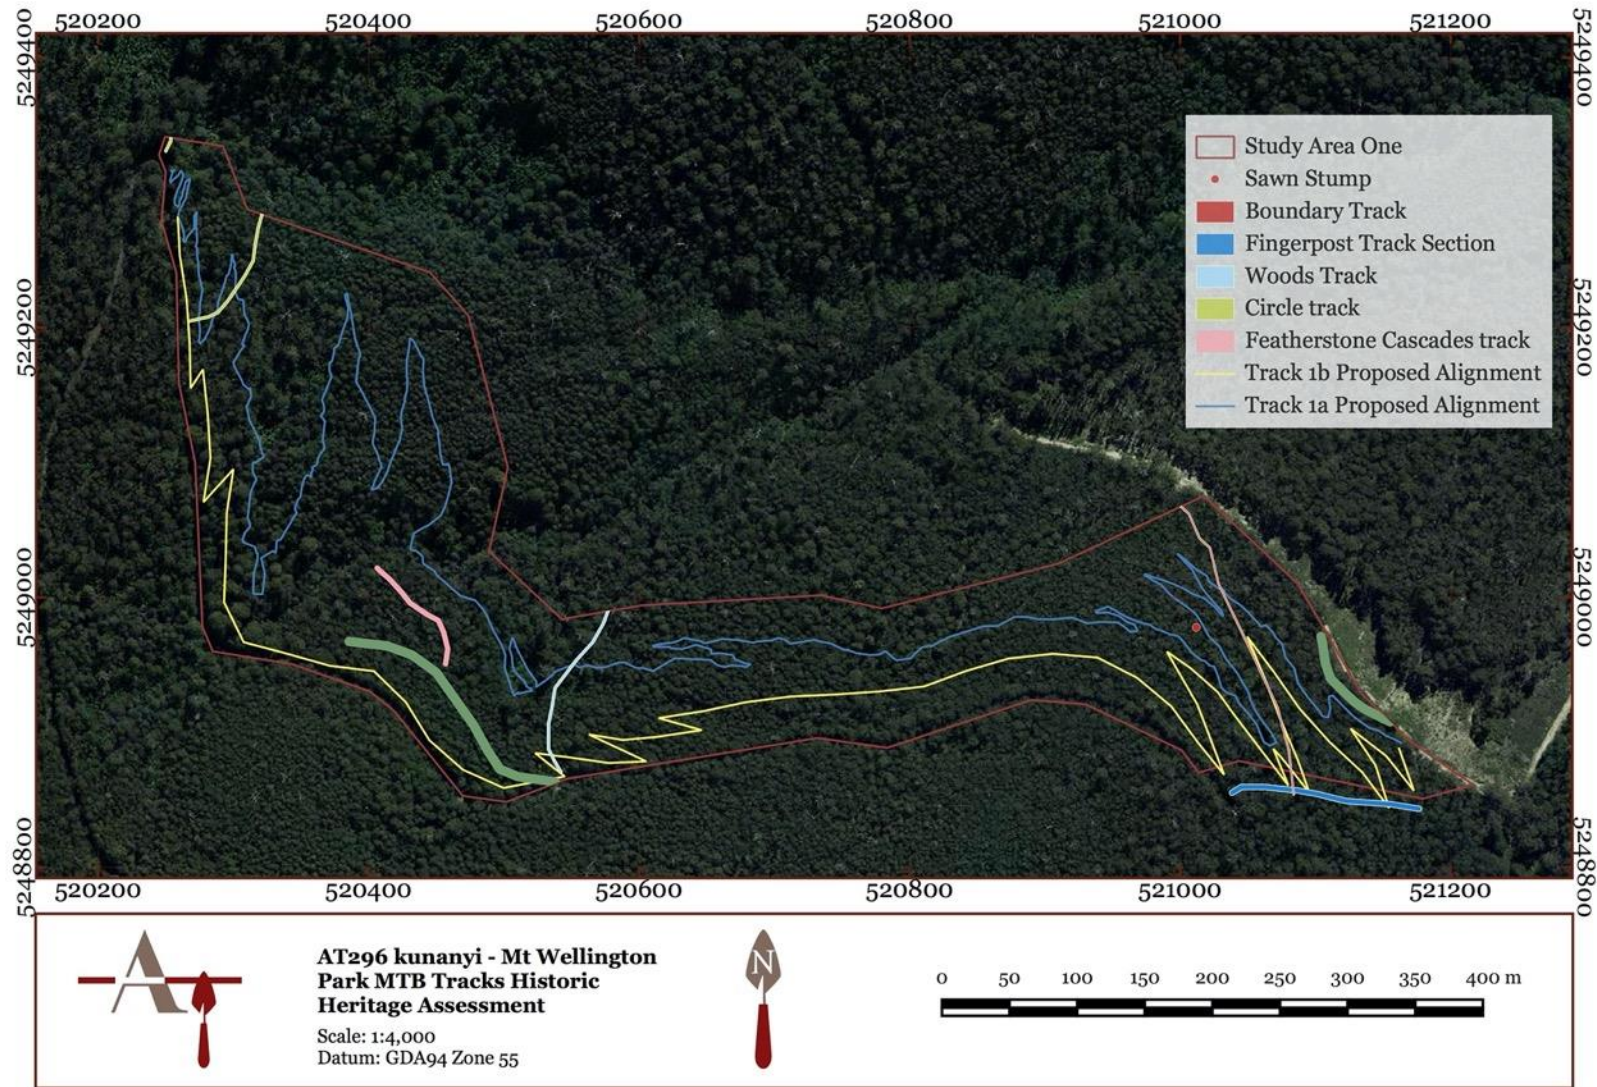 520200 520400 520600 520800 521000 521200
5249400
5249400
Study Area One
Sawn Stump
Boundary Track
Fingerpost Track Section
Woods Track
Circle track
Featherstone Cascades track
Track 1b Proposed Alignment
Track 1a Proposed Alignment
5249200
5249200
5249000
5249000
5248800
5248800
520200 520400 520600 520800 521000 521200
A
AT296 kunanyi - Mt Wellington
Park MTB Tracks Historic
Heritage Assessment
Scale: 1:4,000
Datum: GDA94 Zone 55
N
0 50 100 150 200 250 300 350 400 m